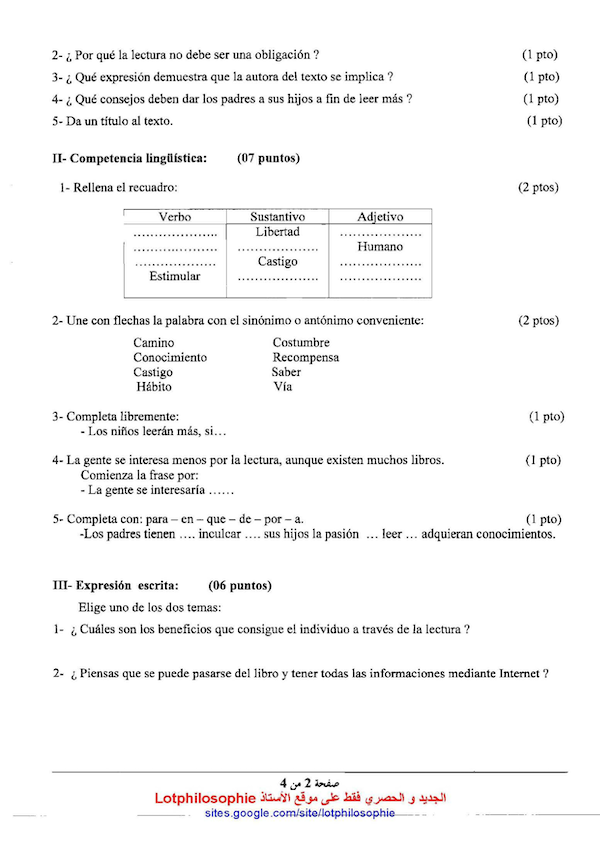 2- ¿ Por qué la lectura no debe ser una obligación ? (1 pto)
3- ¿ Qué expresión demuestra que la autora del texto se implica ? (1 pto)
4- ¿ Qué consejos deben dar los padres a sus hijos a fin de leer más ? (1 pto)
5- Da un título al texto. (1 pto)
II- Competencia lingüística: (07 puntos)
1- Rellena el recuadro: (2 ptos)
Verbo Sustantivo Adjetivo
.................... Libertad ...................
.................... ................... Humano
................... Castigo ...................
Estimular ................... ...................
2- Une con flechas la palabra con el sinónimo o antónimo conveniente: (2 ptos)
Camino Costumbre
Conocimiento Recompensa
Castigo Saber
Hábito Vía
3- Completa libremente: (1 pto)
- Los niños leerán más, si...
4- La gente se interesa menos por la lectura, aunque existen muchos libros. (1 pto)
Comienza la frase por:
- La gente se interesaría ......
5- Completa con: para – en – que – de – por – a. (1 pto)
-Los padres tienen .... inculcar .... sus hijos la pasión ... leer ... adquieran conocimientos.
III- Expresión escrita: (06 puntos)
Elige uno de los dos temas:
1- ¿ Cuáles son los beneficios que consigue el individuo a través de la lectura ?
2- ¿ Piensas que se puede pasarse del libro y tener todas las informaciones mediante Internet ?
صفحة 2 من 4
الجديد و الحصري فقط على موقع الأستاذ Lotphilosophie
sites.google.com/site/lotphilosophie